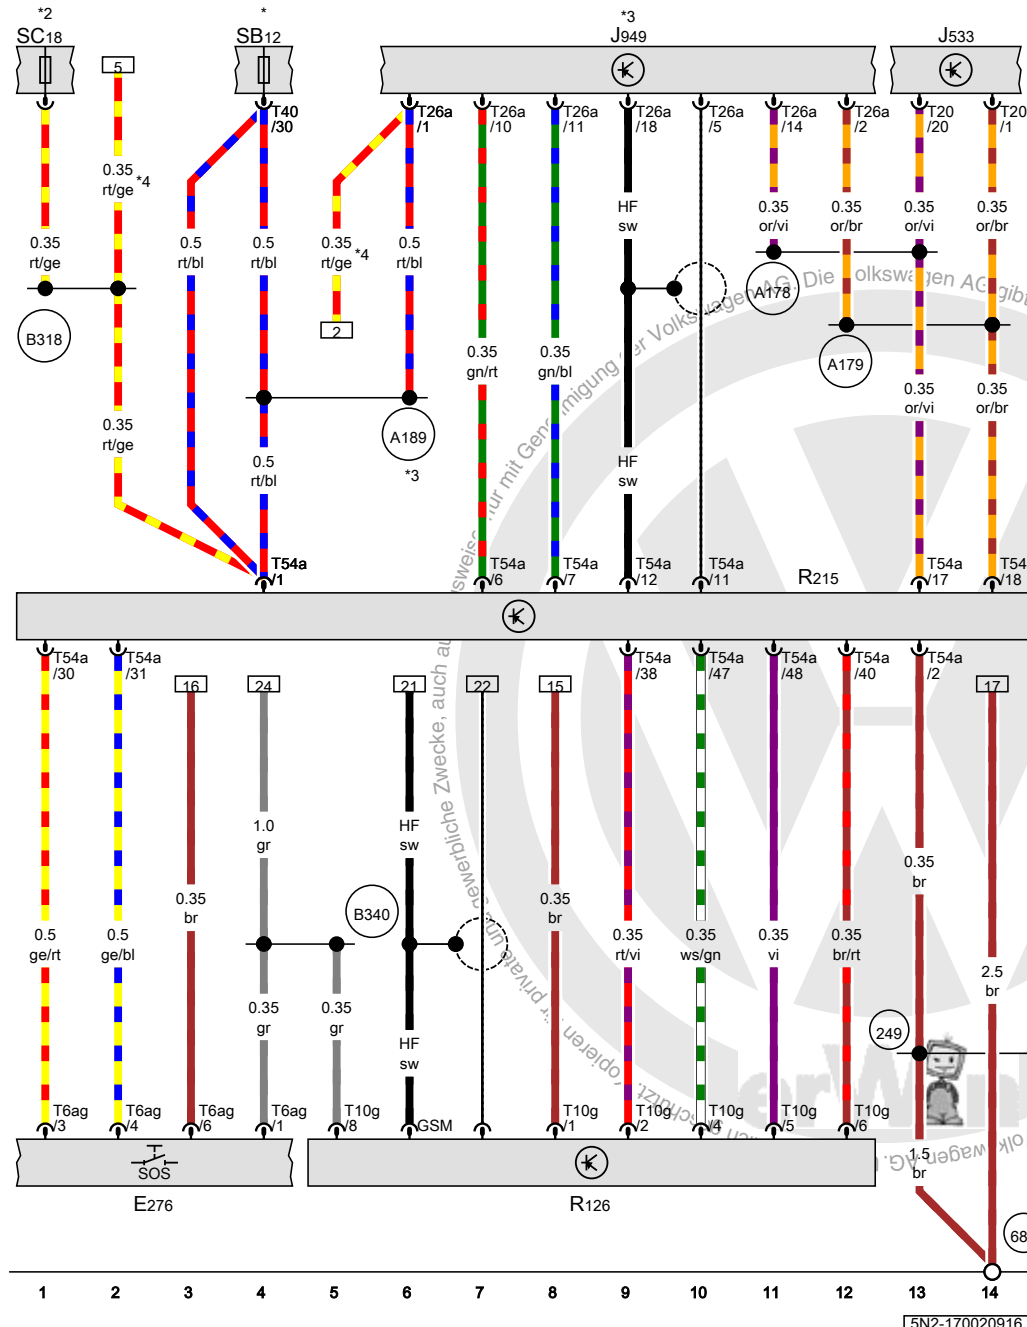 *2
*
*3
SC18
SB12
J949
J533
5
T40
/30
T26a
/1
T26a
/10
T26a
/11
T26a
/18
T26a
/5
T26a
/14
T26a
/2
T20
/20
T20
/1
0.35
rt/ge
*4
HF
sw
0.35
or/vi
0.35
or/br
0.35
or/vi
0.35
or/br
0.35
rt/ge
0.5
rt/bl
0.5
rt/bl
0.35
rt/ge
*4
0.5
rt/bl
A178
B318
2
A179
0.35
gn/rt
0.35
gn/bl
0.35
or/vi
0.35
or/br
0.35
rt/ge
A189
*3
0.5
rt/bl
HF
sw
T54a
/1
T54a
/6
T54a
/7
T54a
/12
T54a
/11
R215
T54a
/17
T54
/18
T54a
/30
T54a
/31
T54a
/38
T54a
/47
T54a
/48
T54a
/40
T54a
/2
16
24
21
22
15
17
1.0
gr
HF
sw
0.35
br
0.35
br
B340
0.35
br
0.5
ge/rt
0.5
ge/bl
0.35
rt/vi
0.35
ws/gn
0.35
vi
0.35
br/rt
2.5
br
0.35
gr
0.35
gr
HF
sw
249
T6ag
/3
T6ag
/4
T6ag
/6
T6ag
/1
T10g
/8
GSM
T10g
/1
T10g
/2
T10g
/4
T10g
/5
T10g
/6
1.5
br
SOS
E276
R126
68
1
2
3
4
5
6
7
8
9
10
11
12
13
14
5N2-170020916